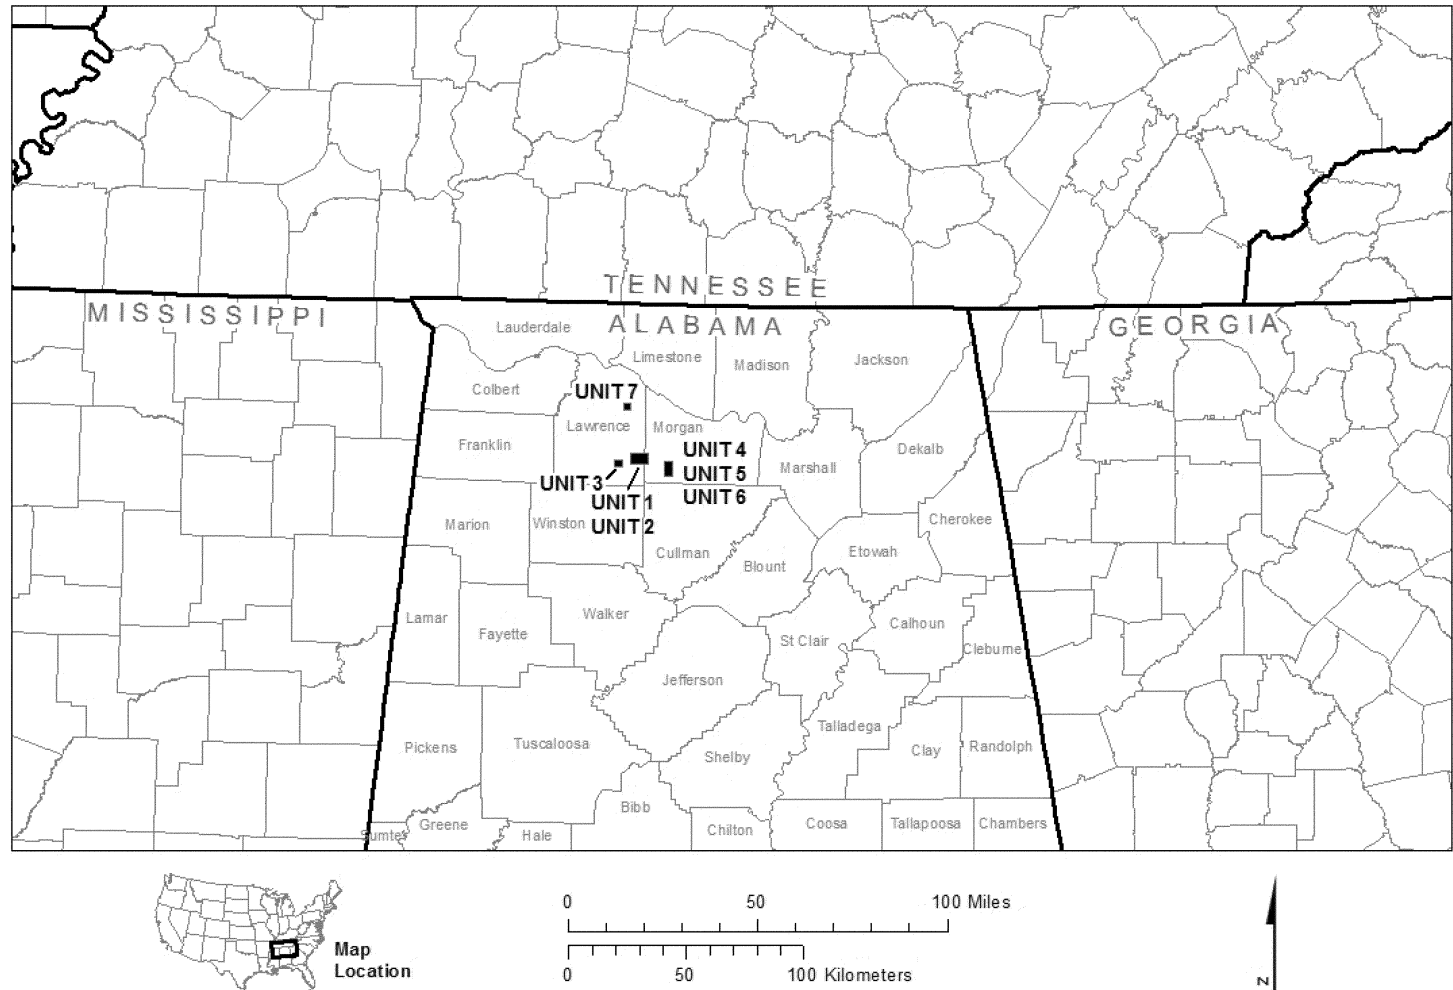 TENNESSEE
MISSISSIPPI
ALABAMA
GEORGIA
Lauderdale
Limestone
Madison
Jackson
Colbert
UNIT 7
Lawrence
Morgan
Franklin
UNIT 4
Dekalb
UNIT 5
Marshall
UNIT 3
UNIT 6
UNIT 1
Marion
Winston
UNIT 2
Cherokee
Cullman
Etowah
Blount
Lamar
Walker
Fayette
Calhoun
St Clair
Cleburne
Jefferson
Talladega
Pickens
Tuscaloosa
Shelby
Clay
Randolph
Bibb
Sumte
Greene
Hale
Chilton
Coosa
Tallapoosa
Chambers
0 50 100 Miles
Map
Location
0 50 100 Kilometers
N